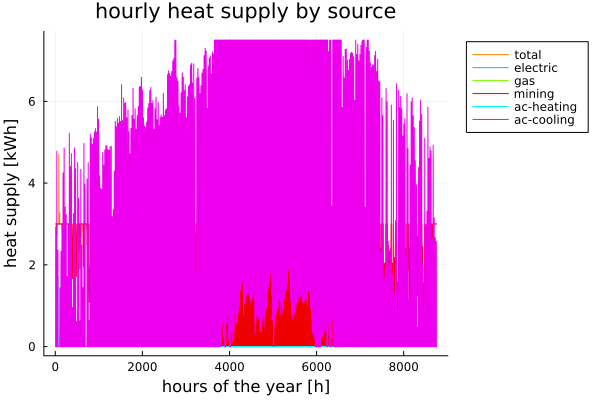 hourly heat supply by source
heat supply [kWh]
6
4
2
0
0
2000
4000
6000
8000
hours of the year [h]
total
electric
gas
mining
ac-heating
ac-cooling